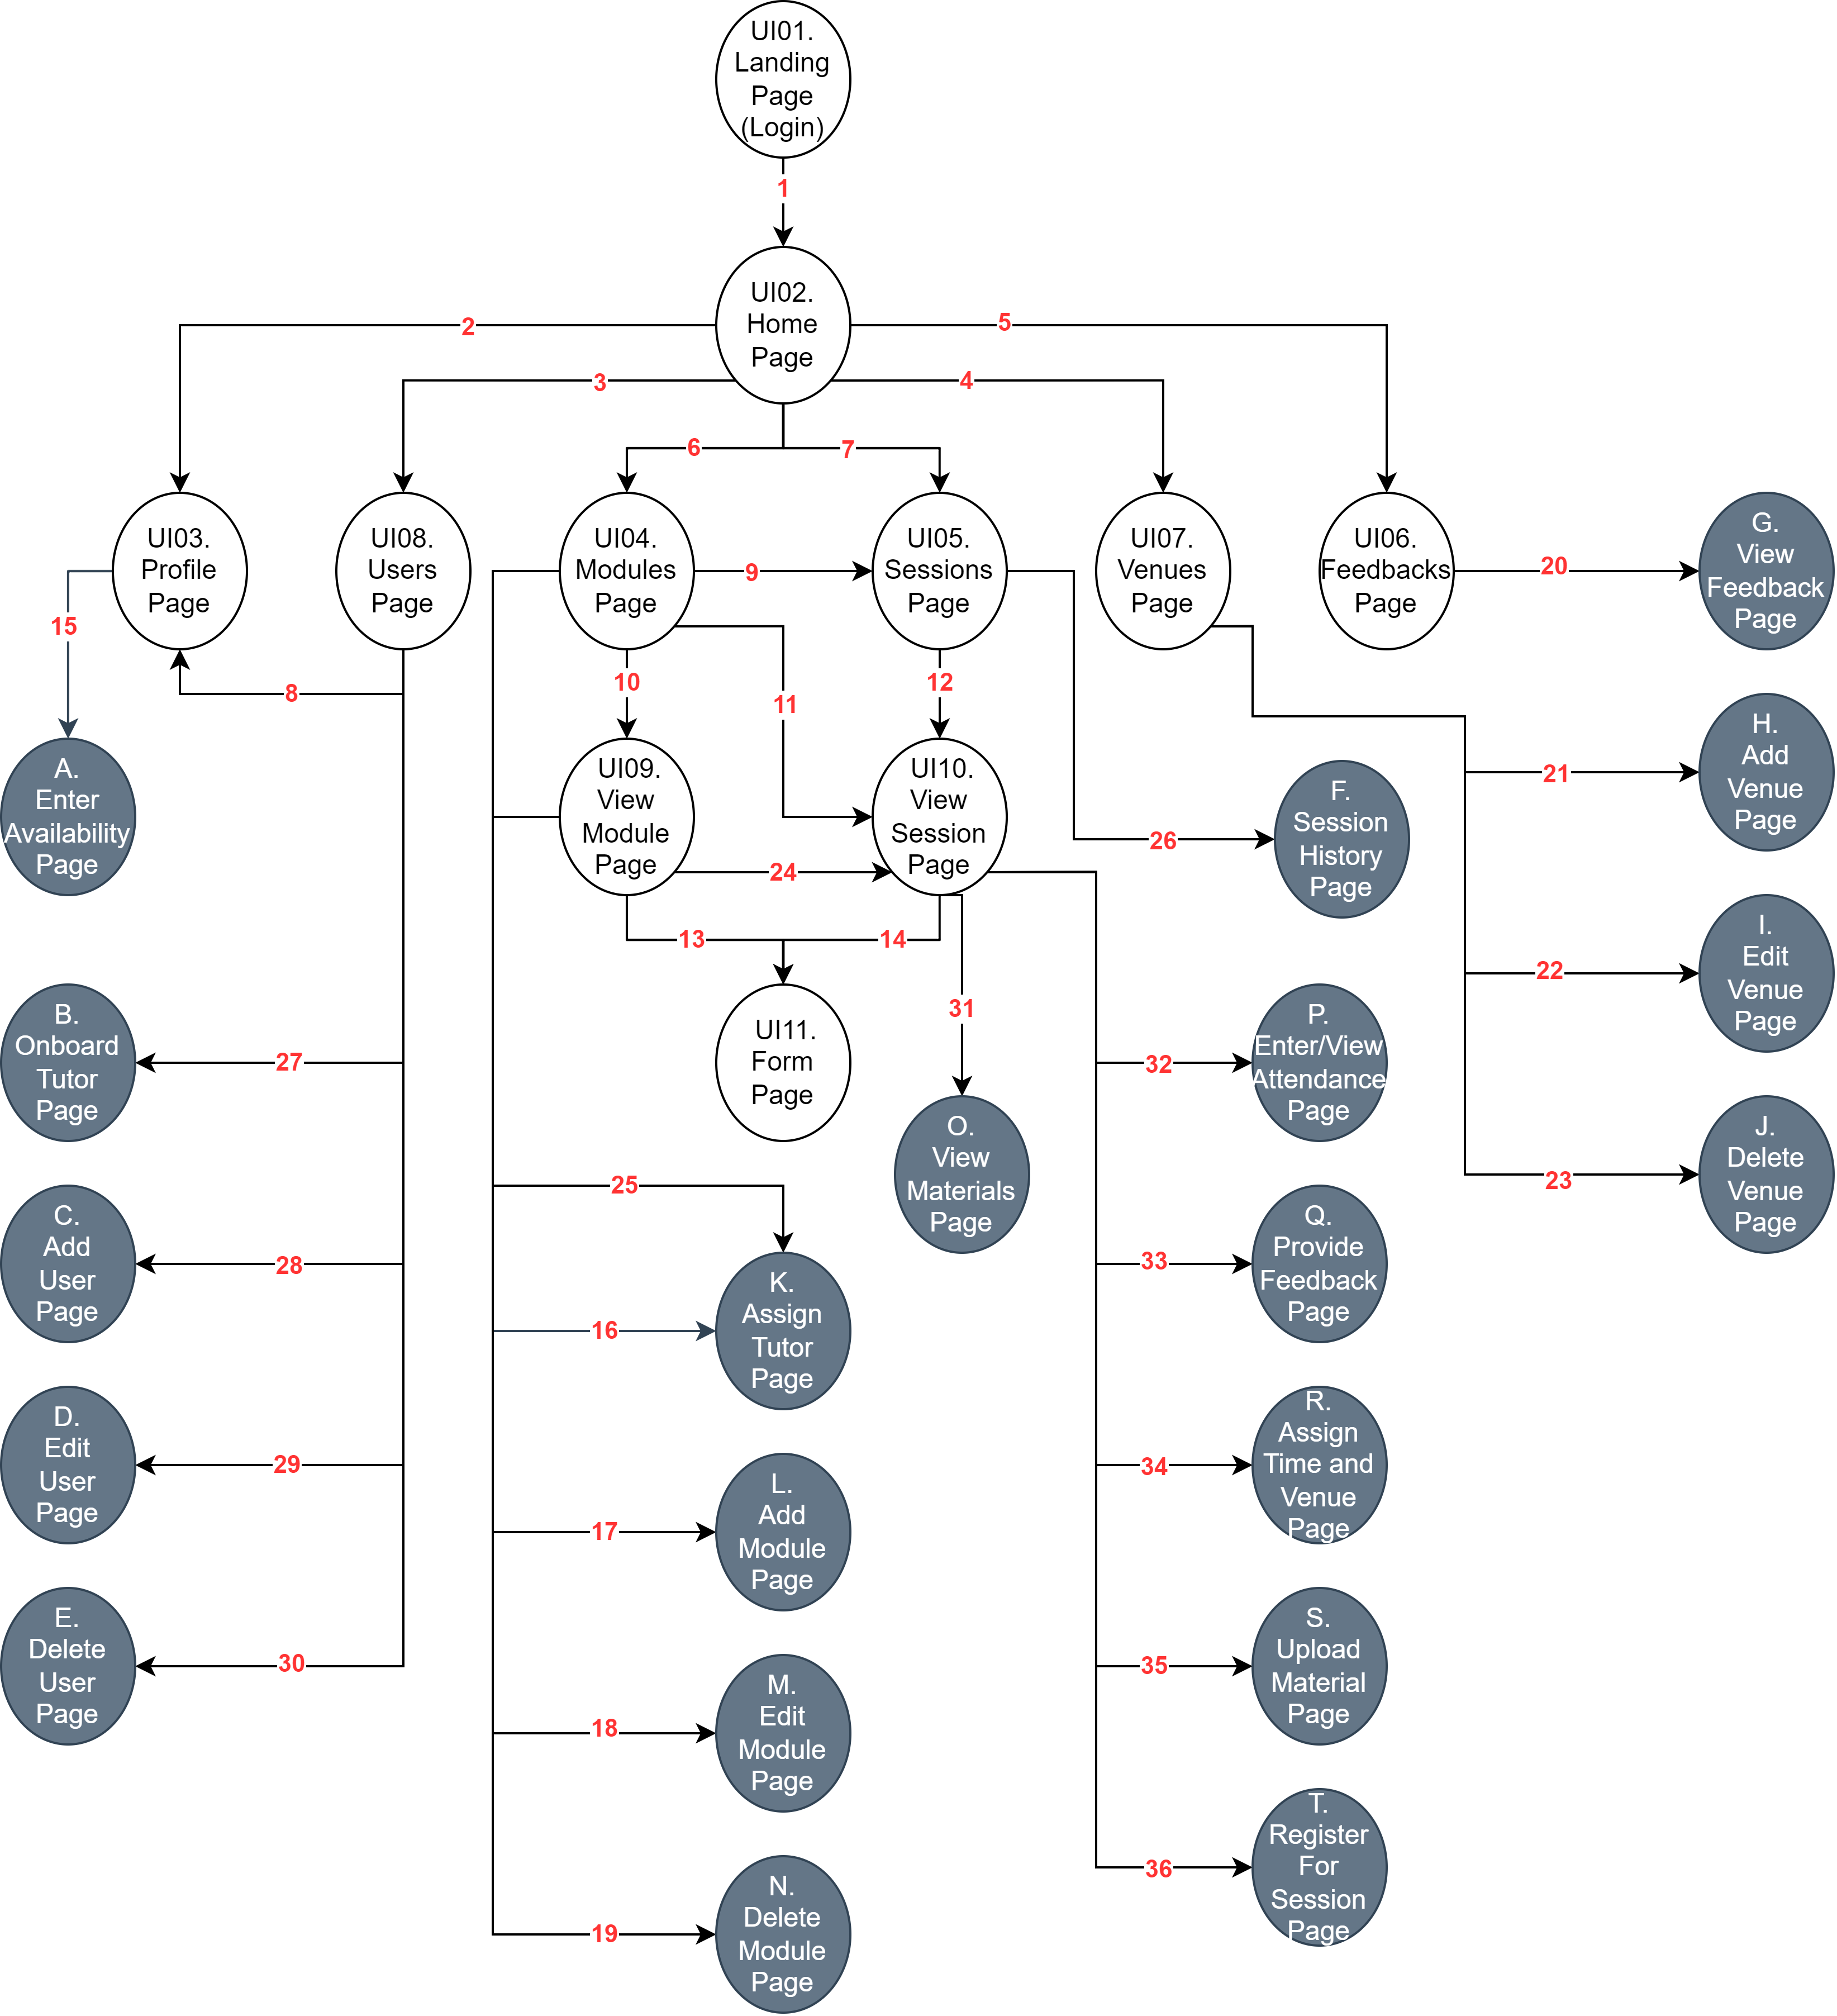 UI01.
Landing
Page
(Login)
1
UI02.
Home
Page
2
5
3
4
6
7
UI03.
Profile
Page
UI08.
Users
Page
UI04.
Modules
Page
9
UI05.
Sessions
Page
UI07.
Venues
Page
UI06.
Feedbacks
Page
20
G.
View
Feedback
Page
15
8
10
11
12
A.
Enter
Availability
Page
UI09.
View
Module
Page
24
UI10.
View
Session
Page
26
F.
Session
History
Page
21
H.
Add
Venue
Page
13
14
22
I.
Edit
Venue
Page
B.
Onboard
Tutor
Page
27
UI11.
Form
Page
31
32
P.
Enter/View
Attendance
Page
O.
View
Materials
Page
23
J.
Delete
Venue
Page
25
C.
Add
User
Page
28
33
Q.
Provide
Feedback
Page
16
K.
Assign
Tutor
Page
D.
Edit
User
Page
29
34
R.
Assign
Time and
Venue
Page
17
L.
Add
Module
Page
E.
Delete
User
Page
30
35
S.
Upload
Material
Page
18
M.
Edit
Module
Page
36
T.
Register
For
Session
Page
19
N.
Delete
Module
Page